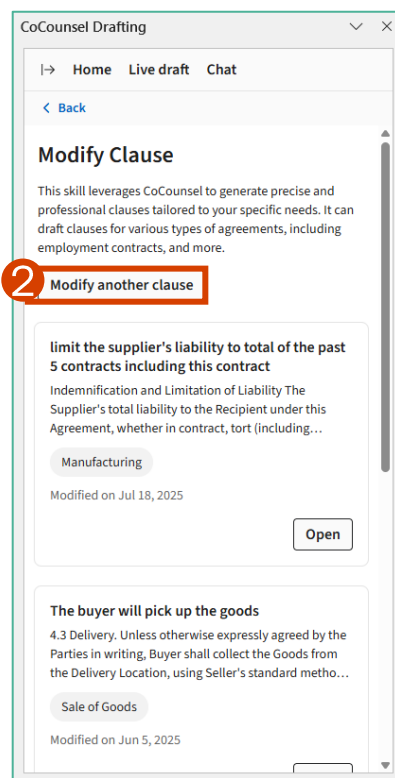 CoCounsel Drafting
Home Live draft Chat
Back
Modify Clause
This skill leverages CoCounsel to generate precise and
professional clauses tailored to your specific needs. It can
draft clauses for various types of agreements, including
employment contracts, and more.
2
Modify another clause
limit the supplier's liability to total of the past
5 contracts including this contract
Indemnification and Limitation of Liability The
Supplier's total liability to the Recipient under this
Agreement, whether in contract, tort (including…
Manufacturing
Modified on Jul 18, 2025
Open
The buyer will pick up the goods
4.3 Delivery. Unless otherwise expressly agreed by the
Parties in writing, Buyer shall collect the Goods from
the Delivery Location, using Seller's standard metho…
Sale of Goods
Modified on Jun 5, 2025